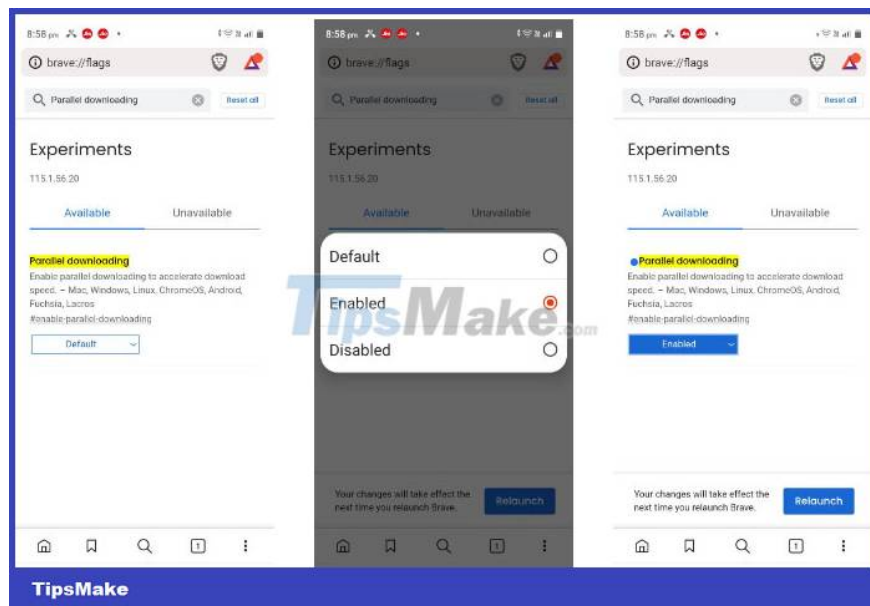 8:58 pm
brave://flags
Parallel downloading
Reset all
Experiments
115.1.56.20
Available Unavailable
Parallel downloading
Enable parallel downloading to accelerate download
speed. – Mac, Windows, Linux, ChromeOS, Android,
Fuchsia, Lacros
#enable-parallel-downloading
Default
1
8:58 pm
brave://flags
Parallel downloading
Reset all
Experiments
115.1.56.20
Available Unavailable
Default
Enabled
Disabled
Your changes will take effect the
next time you relaunch Brave.
Relaunch
1
8:58 pm
brave://flags
Parallel downloading
Reset all
Experiments
115.1.56.20
Available Unavailable
Parallel downloading
Enable parallel downloading to accelerate download
speed. – Mac, Windows, Linux, ChromeOS, Android,
Fuchsia, Lacros
#enable-parallel-downloading
Enabled
Your changes will take effect the
next time you relaunch Brave.
Relaunch
1
TipsMake.com
TipsMake